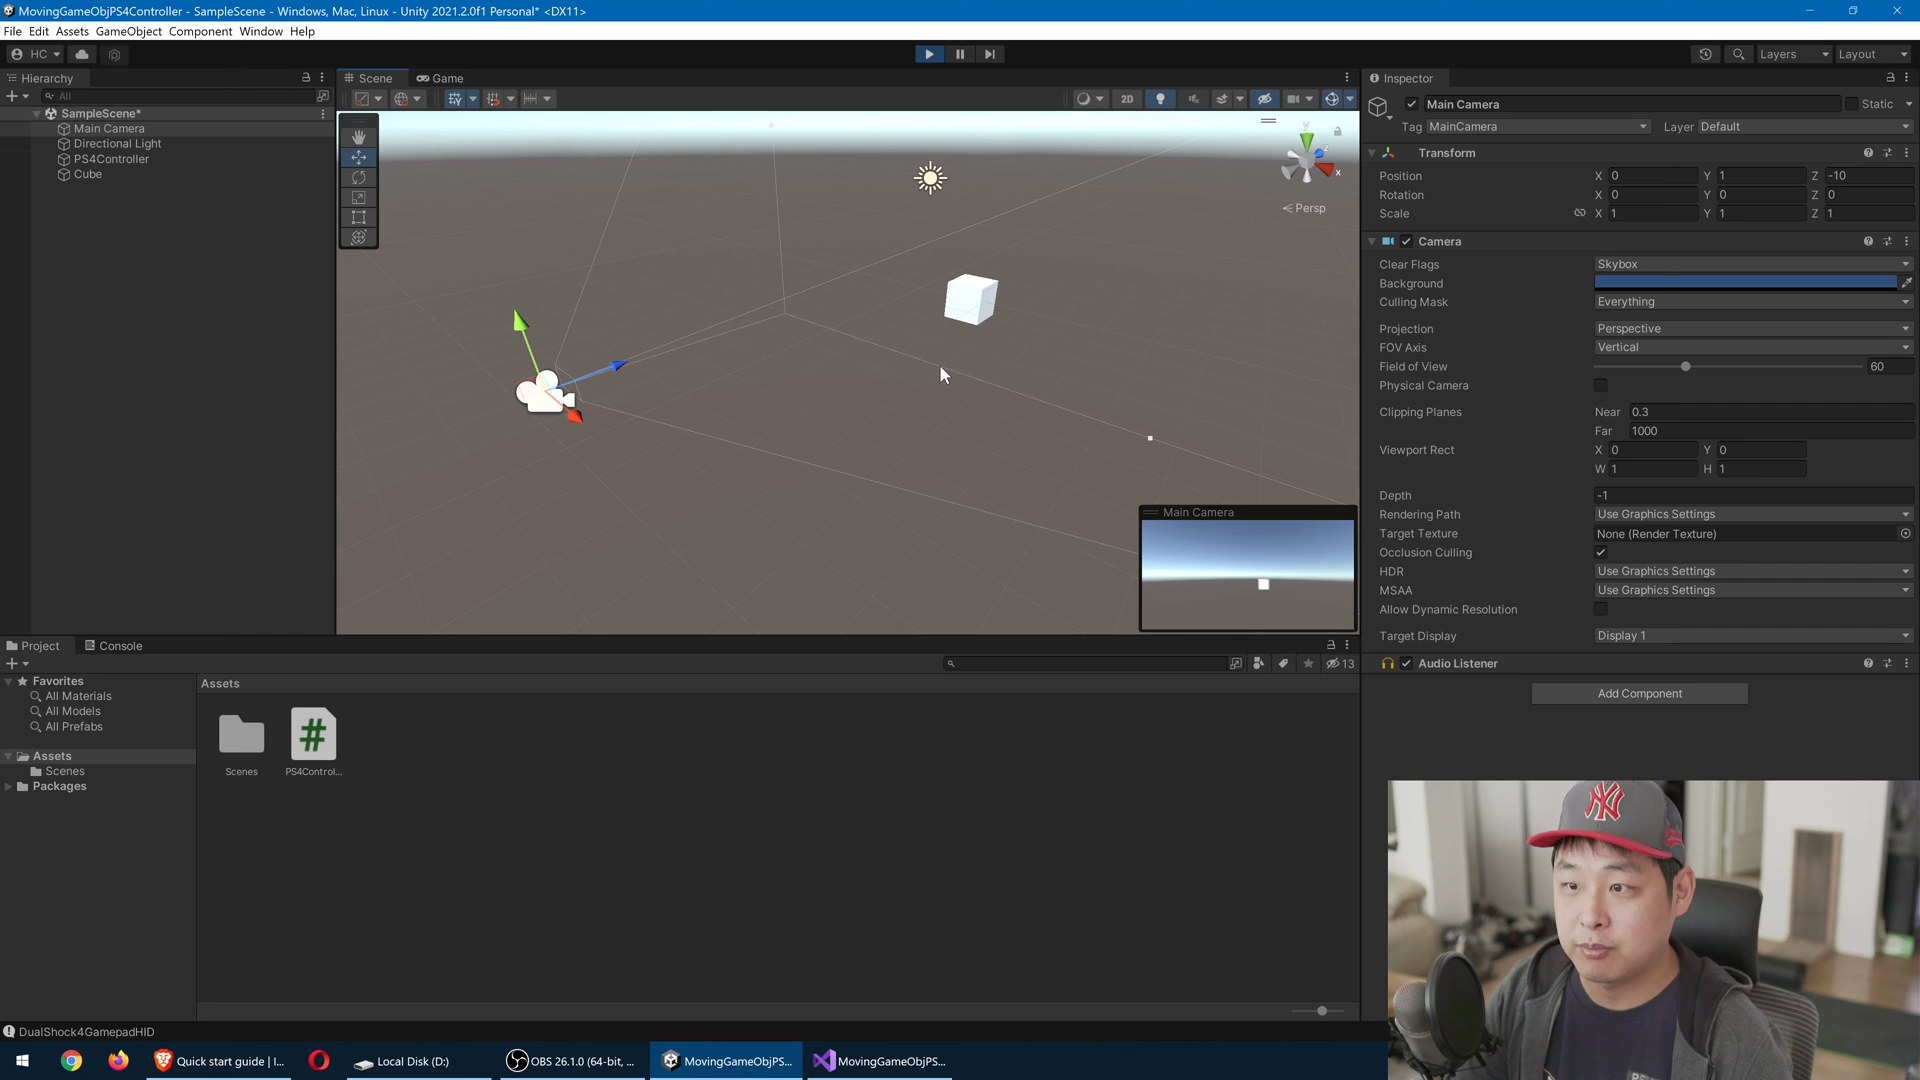 MovingGameObjPS4Controller - SampleScene - Windows, Mac, Linux - Unity 2021.2.0f1 Personal* <DX11>
File Edit Assets GameObject Component Window Help
HC
Layers Layout
Hierarchy
All
SampleScene*
Main Camera
Directional Light
PS4Controller
Cube
Scene Game
2D
y
x
Persp
Main Camera
Inspector
Main Camera Static
Tag MainCamera Layer Default
Transform
Position X 0 Y 1 Z -10
Rotation X 0 Y 0 Z 0
Scale X 1 Y 1 Z 1
Camera
Clear Flags Skybox
Background
Culling Mask Everything
Projection Perspective
FOV Axis Vertical
Field of View 60
Physical Camera
Clipping Planes Near 0.3
Far 1000
Viewport Rect X 0 Y 0
W 1 H 1
Depth -1
Rendering Path Use Graphics Settings
Target Texture None (Render Texture)
Occlusion Culling
HDR Use Graphics Settings
MSAA Use Graphics Settings
Allow Dynamic Resolution
Target Display Display 1
Audio Listener
Add Component
Project Console
13
Favorites
All Materials
All Models
All Prefabs
Assets
Scenes
Packages
Assets
Scenes
PS4Control...
DualShock4GamepadHID
Quick start guide | I...
Local Disk (D:)
OBS 26.1.0 (64-bit, ...
MovingGameObjPS...
MovingGameObjPS...
NY